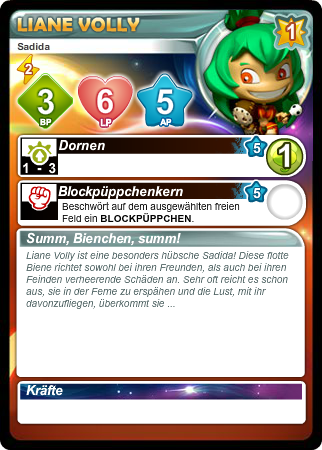 LIANE VOLLY
1
Sadida
2
3
BP
6
LP
5
AP
Dornen
5
1
1 - 3
Blockpüppchenkern
5
Beschwört auf dem ausgewählten freien
Feld ein BLOCKPÜPPCHEN.
Summ, Bienchen, summ!
Liane Volly ist eine besonders hübsche Sadida! Diese flotte
Biene richtet sowohl bei ihren Freunden, als auch bei ihren
Feinden verheerende Schäden an. Sehr oft reicht es schon
aus, sie in der Ferne zu erspähen und die Lust, mit ihr
davonzufliegen, überkommt sie ...
Kräfte